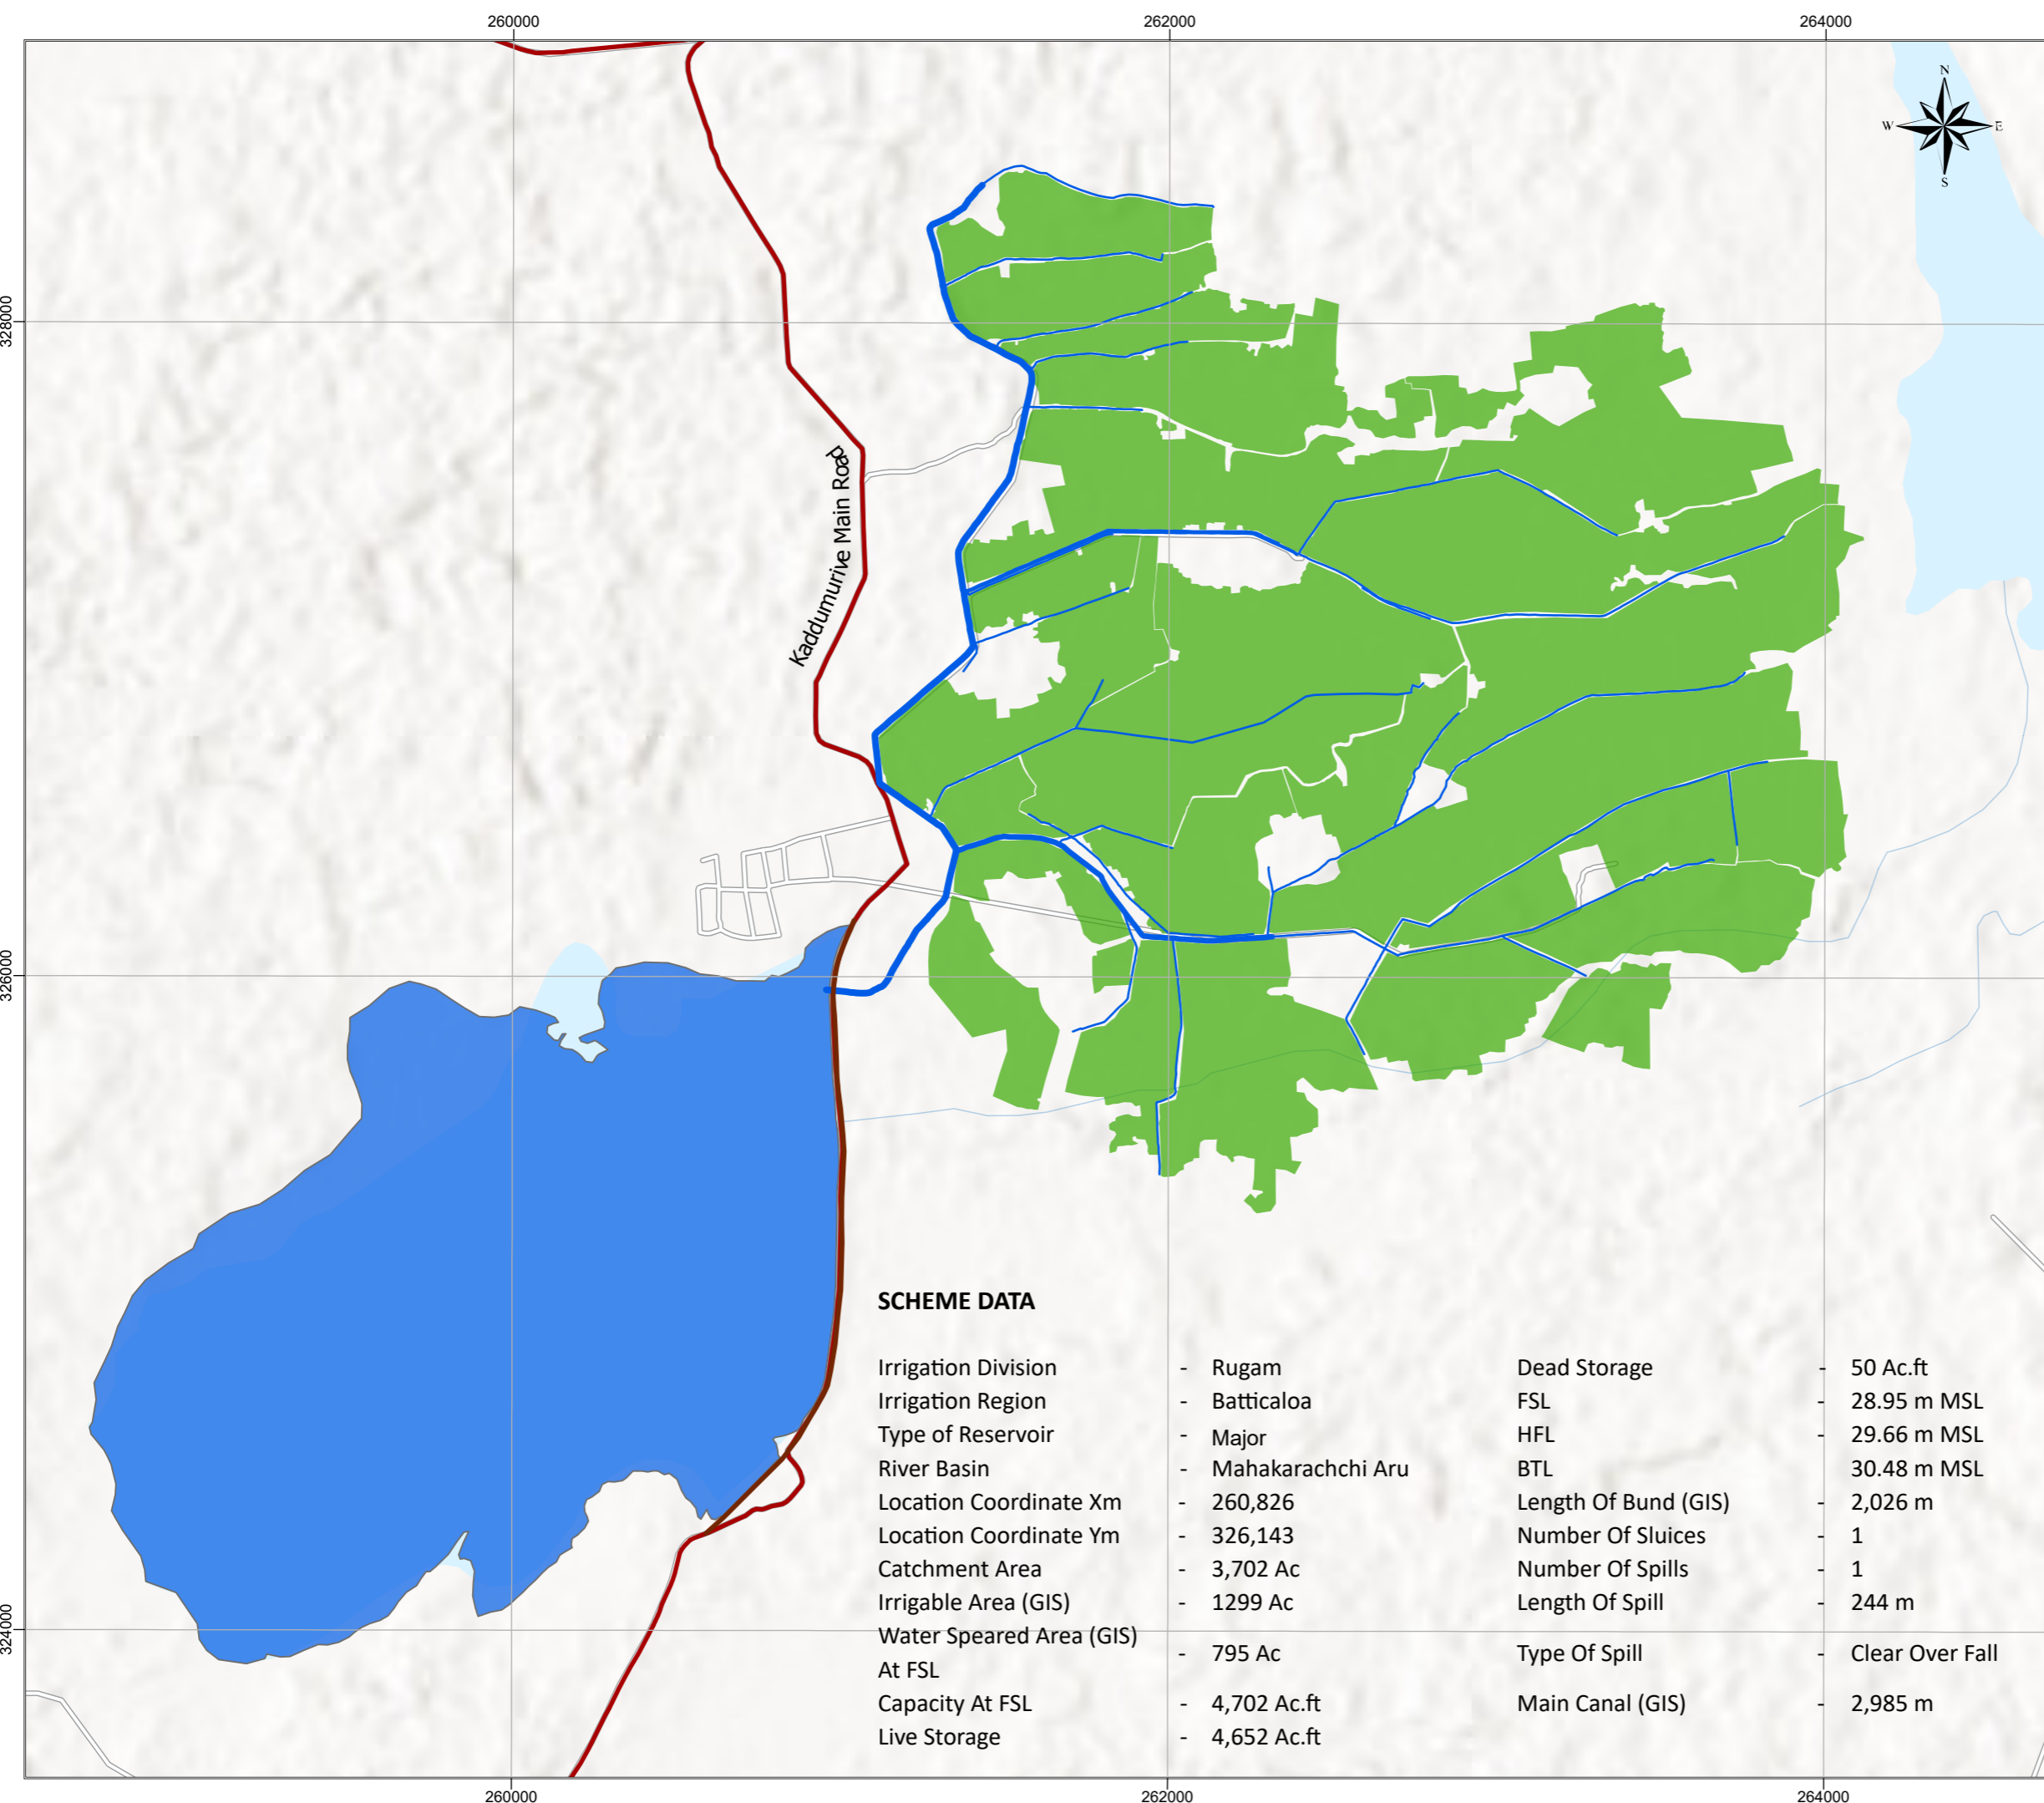 260000 262000 264000
N
W E
S
328000
326000
324000
Kaddumurive Main Road
SCHEME DATA
Irrigation Division - Rugam
Irrigation Region - Batticaloa
Type of Reservoir - Major
River Basin - Mahakarachchi Aru
Location Coordinate Xm - 260,826
Location Coordinate Ym - 326,143
Catchment Area - 3,702 Ac
Irrigable Area (GIS) - 1299 Ac
Water Speared Area (GIS)
At FSL - 795 Ac
Capacity At FSL - 4,702 Ac.ft
Live Storage - 4,652 Ac.ft
Dead Storage - 50 Ac.ft
FSL - 28.95 m MSL
HFL - 29.66 m MSL
BTL - 30.48 m MSL
Length Of Bund (GIS) - 2,026 m
Number Of Sluices - 1
Number Of Spills - 1
Length Of Spill - 244 m
Type Of Spill - Clear Over Fall
Main Canal (GIS) - 2,985 m
260000 262000 264000